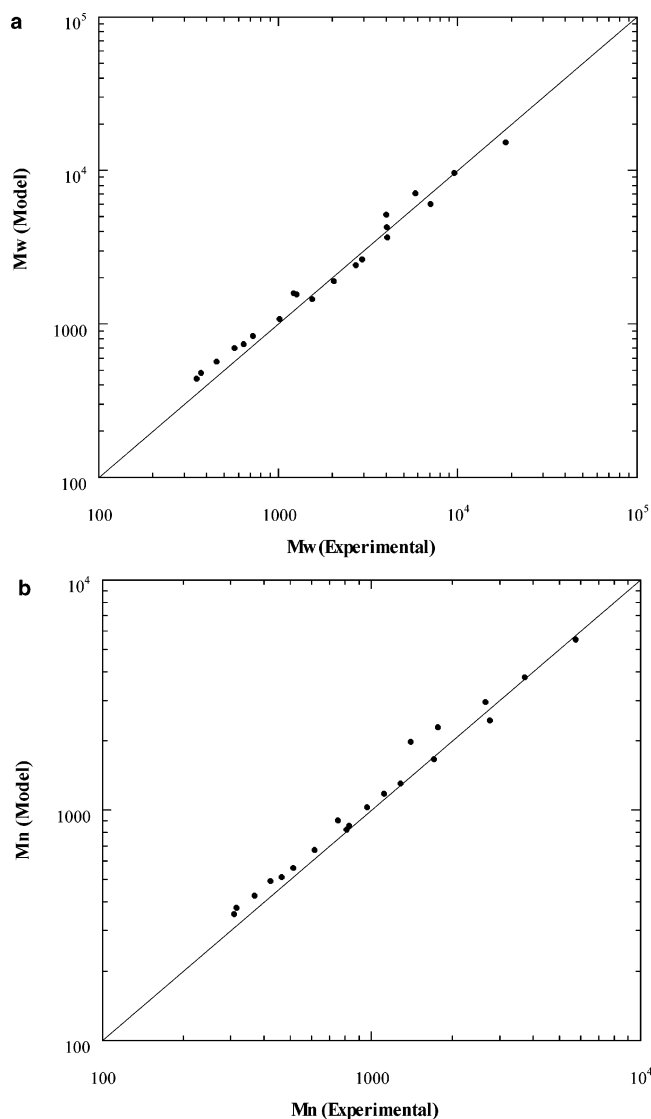 a
10^5
10^4
1000
100
Mw (Model)
100 1000 10^4 10^5
Mw (Experimental)
b
10^4
1000
100
Mn (Model)
100 1000 10^4
Mn (Experimental)